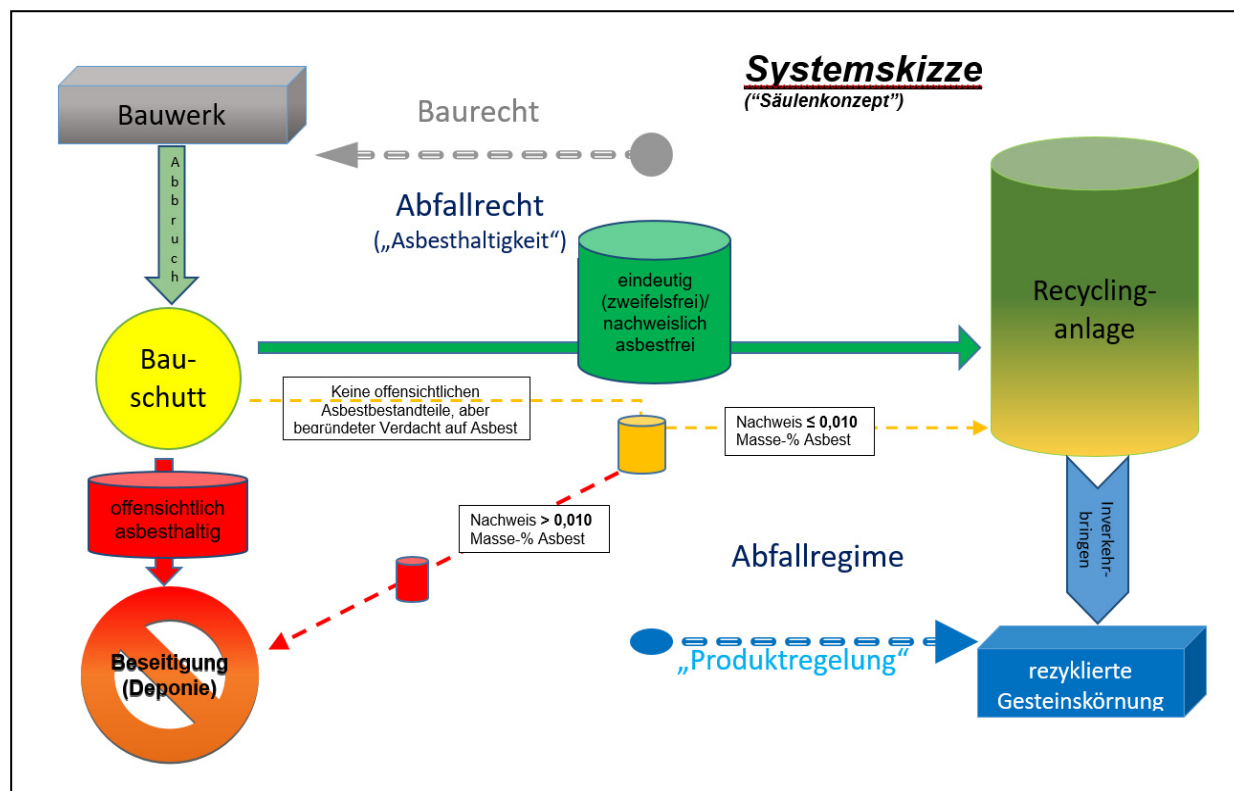 Systemskizze
(“Säulenkonzept”)
Bauwerk
Baurecht
Abbruch
Abfallrecht
(„Asbesthaltigkeit“)
eindeutig
(zweifelsfrei)/
nachweislich
asbestfrei
Recycling-
anlage
Bau-
schutt
Keine offensichtlichen
Asbestbestandteile, aber
begründeter Verdacht auf Asbest
Nachweis ≤ 0,010
Masse-% Asbest
offensichtlich
asbesthaltig
Nachweis > 0,010
Masse-% Asbest
Inverkehr-
bringen
Abfallregime
Beseitigung
(Deponie)
„Produktregelung“
rezyklierte
Gesteinskörnung